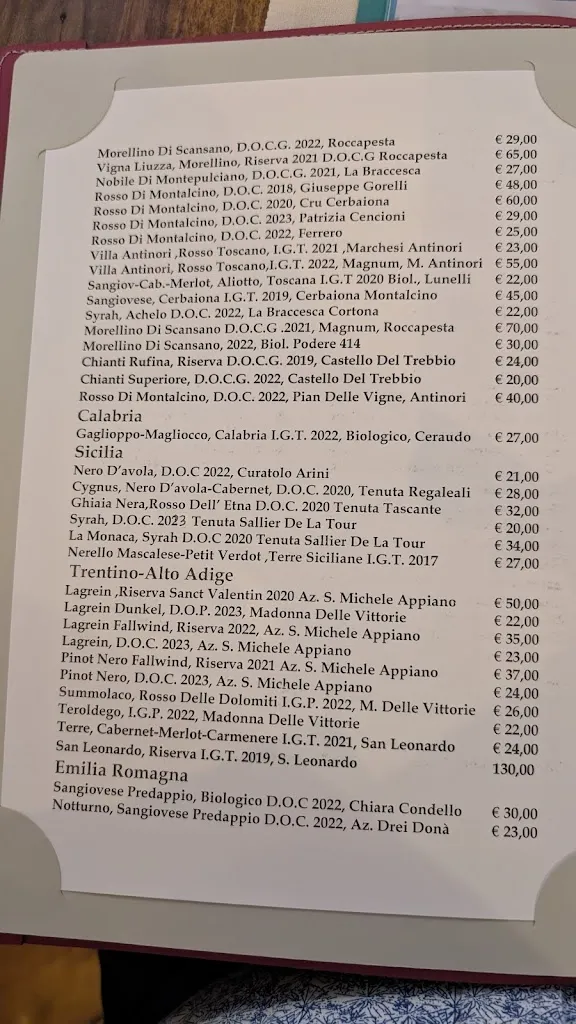 Morellino Di Scansano, D.O.C.G. 2022, Roccapesta € 29,00
Vigna Liuzza, Morellino, Riserva 2021 D.O.C.G Roccapesta € 65,00
Nobile Di Montepulciano, D.O.C.G. 2021, La Braccesca € 27,00
Rosso Di Montalcino, D.O.C. 2018, Giuseppe Gorelli € 48,00
Rosso Di Montalcino, D.O.C. 2020, Cru Cerbaiona € 60,00
Rosso Di Montalcino, D.O.C. 2023, Patrizia Cencioni € 29,00
Rosso Di Montalcino, D.O.C. 2022, Ferrero € 25,00
Villa Antinori ,Rosso Toscano, I.G.T. 2021 ,Marchesi Antinori € 23,00
Villa Antinori, Rosso Toscano,I.G.T. 2022, Magnum, M. Antinori € 55,00
Sangiov-Cab.-Merlot, Aliotto, Toscana I.G.T 2020 Biol., Lunelli € 22,00
Sangiovese, Cerbaiona I.G.T. 2019, Cerbaiona Montalcino € 45,00
Syrah, Achelo D.O.C. 2022, La Braccesca Cortona € 22,00
Morellino Di Scansano D.O.C.G .2021, Magnum, Roccapesta € 70,00
Morellino Di Scansano, 2022, Biol. Podere 414 € 30,00
Chianti Rufina, Riserva D.O.C.G. 2019, Castello Del Trebbio € 24,00
Chianti Superiore, D.O.C.G. 2022, Castello Del Trebbio € 20,00
Rosso Di Montalcino, D.O.C. 2022, Pian Delle Vigne, Antinori € 40,00
Calabria
Gaglioppo-Magliocco, Calabria I.G.T. 2022, Biologico, Ceraudo € 27,00
Sicilia
Nero D'avola, D.O.C 2022, Curatolo Arini € 21,00
Cygnus, Nero D'avola-Cabernet, D.O.C. 2020, Tenuta Regaleali € 28,00
Ghiaia Nera,Rosso Dell' Etna D.O.C. 2020 Tenuta Tascante € 32,00
Syrah, D.O.C. 2023 Tenuta Sallier De La Tour € 20,00
La Monaca, Syrah D.O.C 2020 Tenuta Sallier De La Tour € 34,00
Nerello Mascalese-Petit Verdot ,Terre Siciliane I.G.T. 2017 € 27,00
Trentino-Alto Adige
Lagrein ,Riserva Sanct Valentin 2020 Az. S. Michele Appiano € 50,00
Lagrein Dunkel, D.O.P. 2023, Madonna Delle Vittorie € 22,00
Lagrein Fallwind, Riserva 2022, Az. S. Michele Appiano € 35,00
Lagrein, D.O.C. 2023, Az. S. Michele Appiano € 23,00
Pinot Nero Fallwind, Riserva 2021 Az. S. Michele Appiano € 37,00
Pinot Nero, D.O.C. 2023, Az. S. Michele Appiano € 24,00
Summolaco, Rosso Delle Dolomiti I.G.P. 2022, M. Delle Vittorie € 26,00
Teroldego, I.G.P. 2022, Madonna Delle Vittorie € 22,00
Terre, Cabernet-Merlot-Carmenere I.G.T. 2021, San Leonardo € 24,00
San Leonardo, Riserva I.G.T. 2019, S. Leonardo 130,00
Emilia Romagna
Sangiovese Predappio, Biologico D.O.C 2022, Chiara Condello € 30,00
Notturno, Sangiovese Predappio D.O.C. 2022, Az. Drei Donà € 23,00